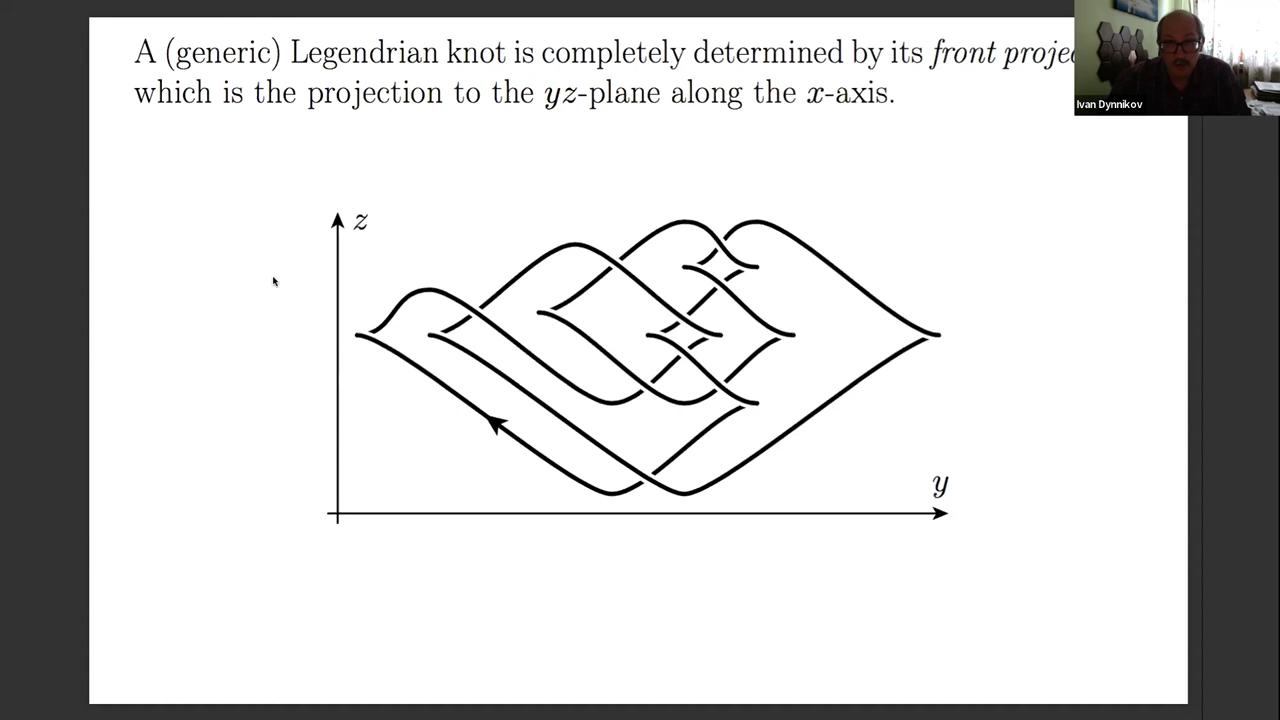 A (generic) Legendrian knot is completely determined by its front
which is the projection to the yz-plane along the x-axis.
Ivan Dynnikov
z
y